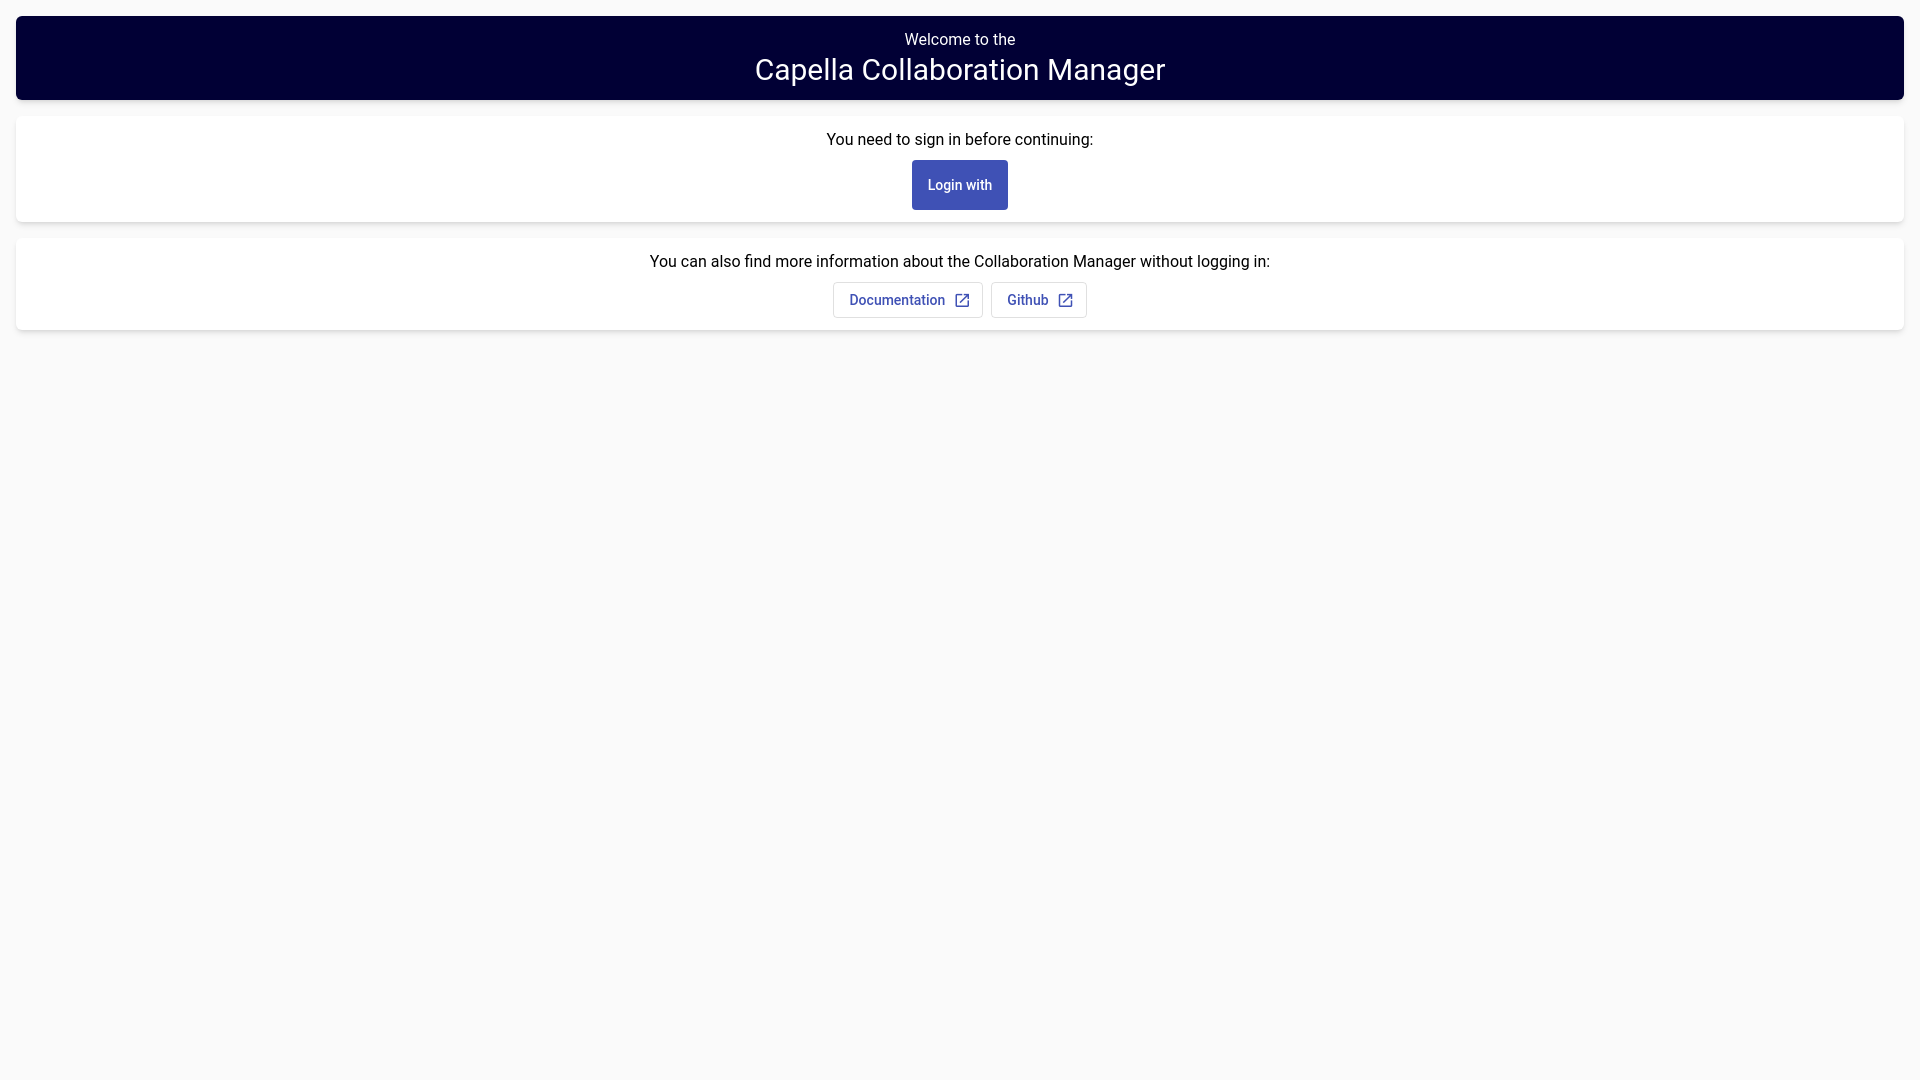 Welcome to the
Capella Collaboration Manager
You need to sign in before continuing:
Login with
You can also find more information about the Collaboration Manager without logging in:
Documentation
Github